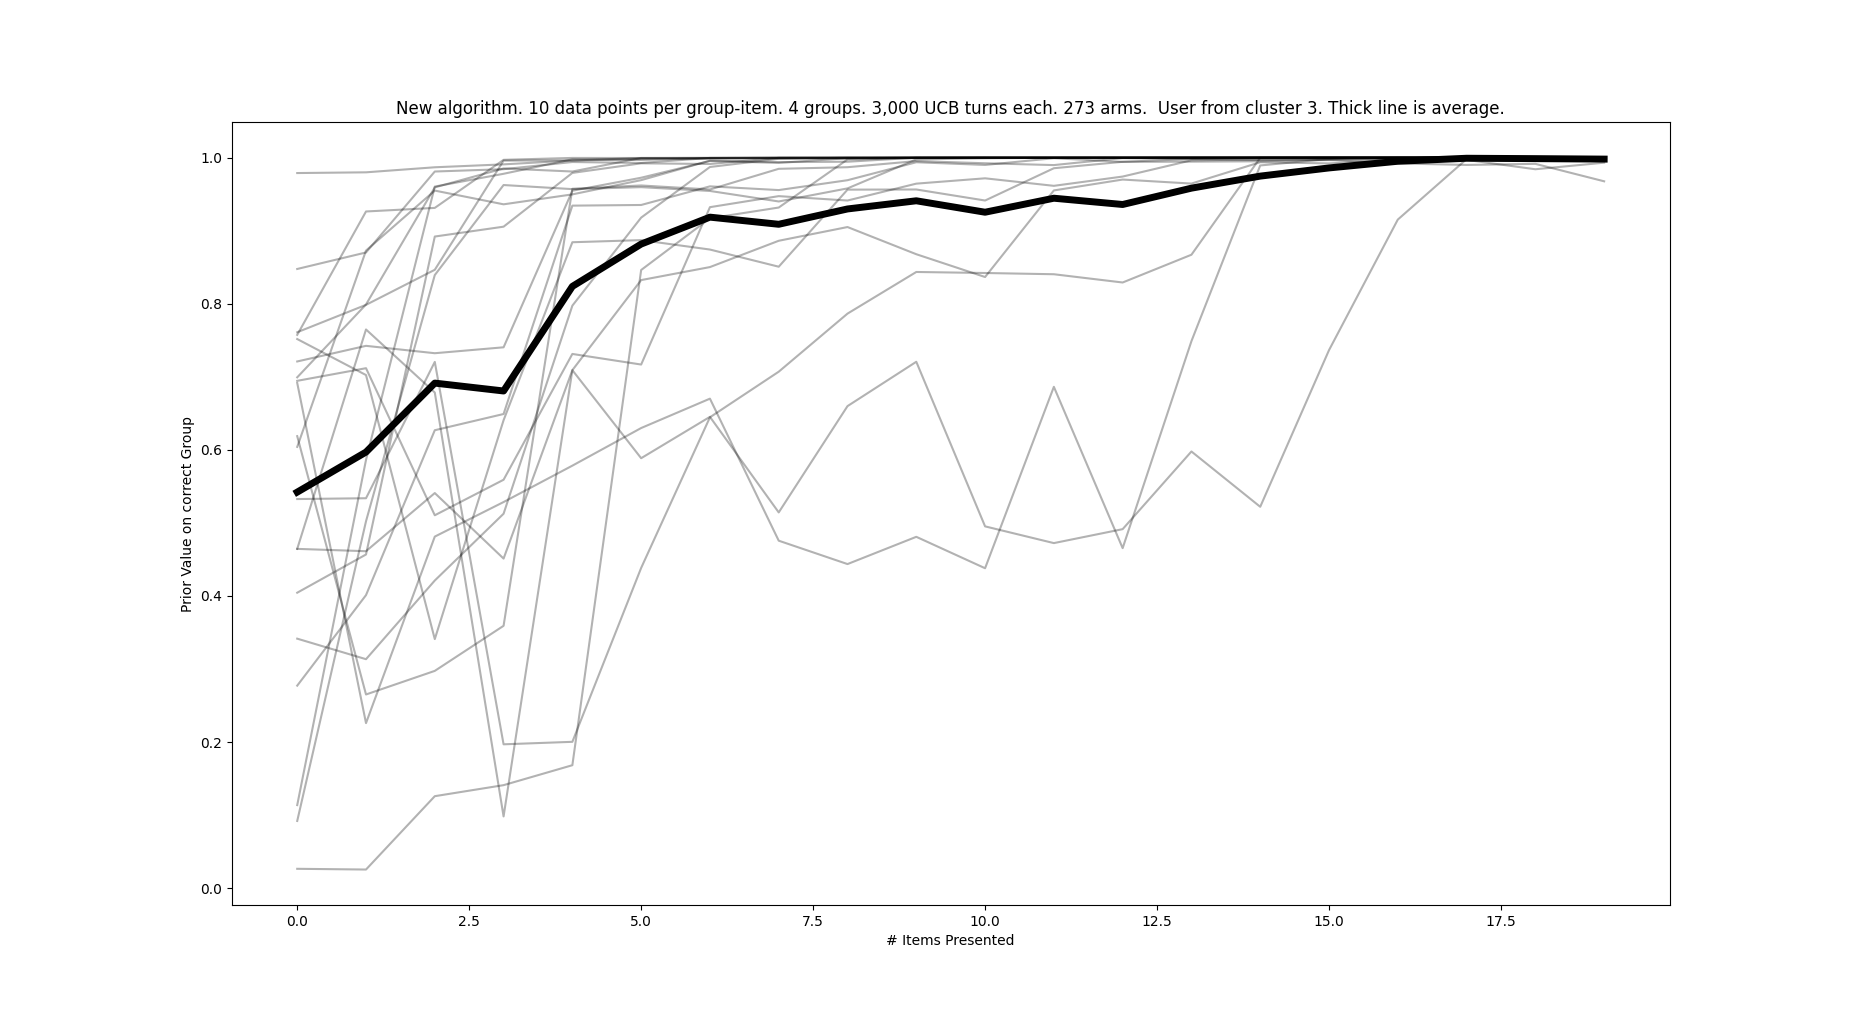 New algorithm. 10 data points per group-item. 4 groups. 3,000 UCB turns each. 273 arms.  User from cluster 3. Thick line is average.
Prior Value on correct Group
1.0
0.8
0.6
0.4
0.2
0.0
0.0 2.5 5.0 7.5 10.0 12.5 15.0 17.5
# Items Presented